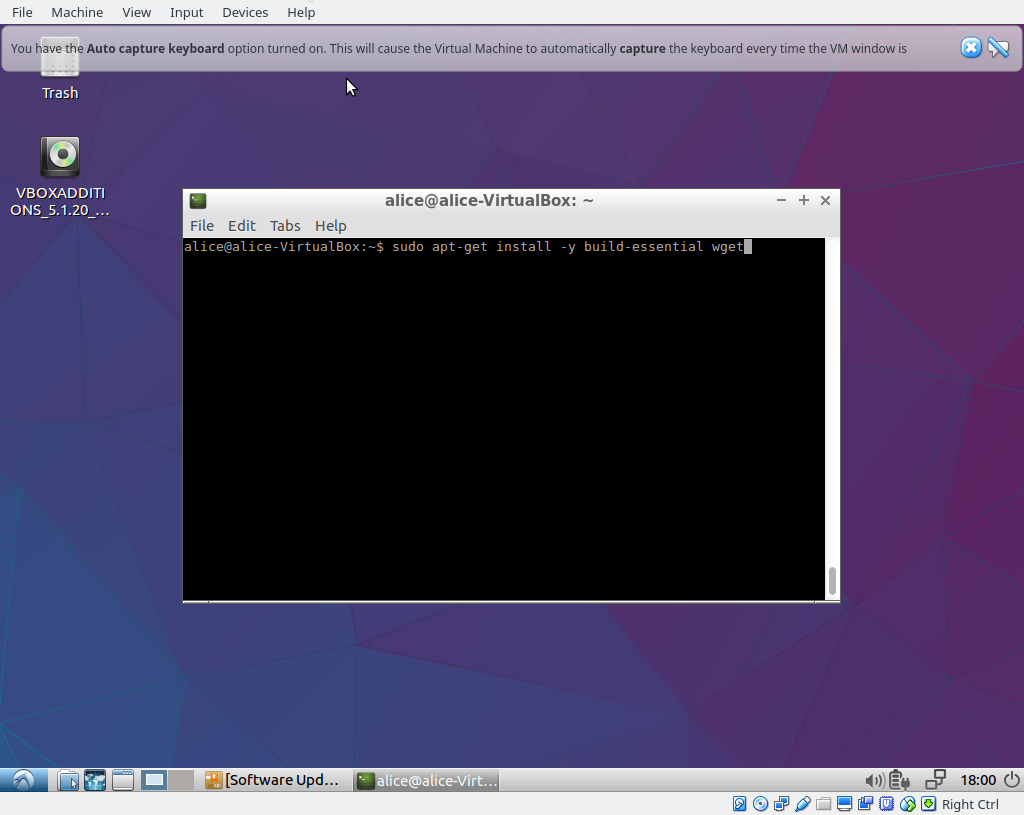 File Machine View Input Devices Help
You have the Auto capture keyboard option turned on. This will cause the Virtual Machine to automatically capture the keyboard every time the VM window is
Trash
VBOXADDITI
ONS_5.1.20_...
alice@alice-VirtualBox: ~
File Edit Tabs Help
alice@alice-VirtualBox:~$ sudo apt-get install -y build-essential wget
[Software Upd... alice@alice-Virt... 18:00
Right Ctrl